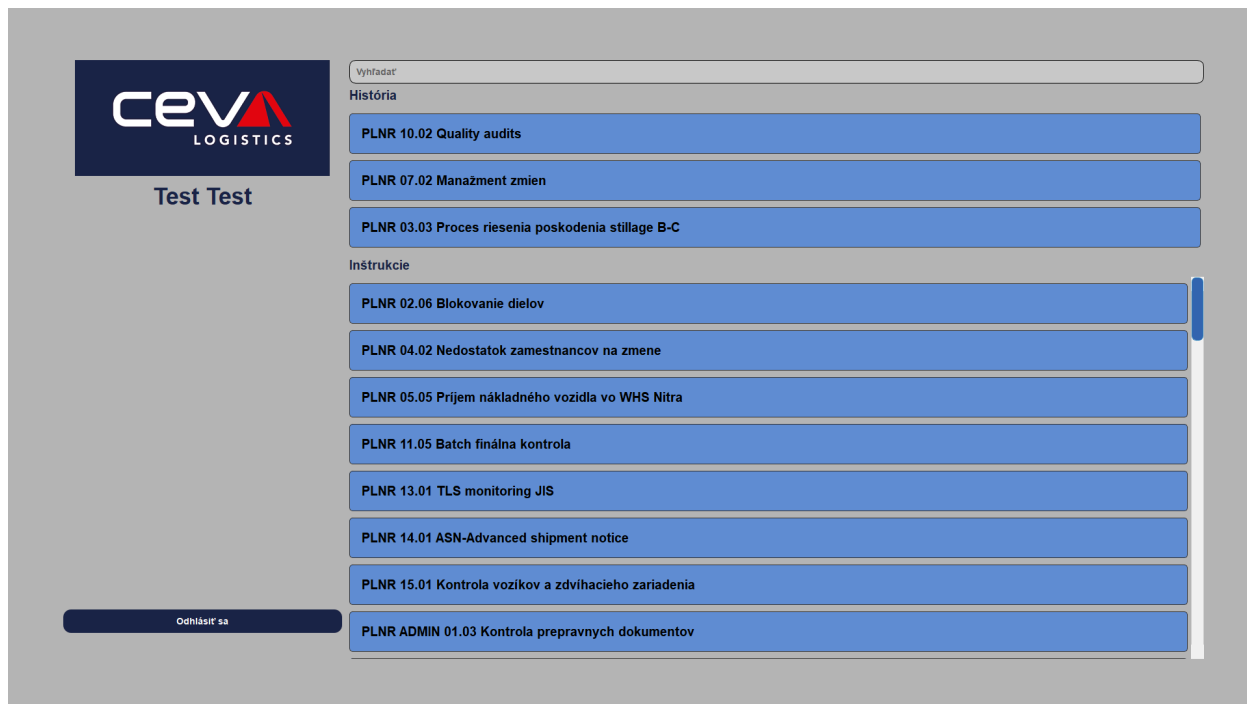 CEVA
LOGISTICS
Test Test
Odhlásiť sa
Vyhľadať
História
PLNR 10.02 Quality audits
PLNR 07.02 Manažment zmien
PLNR 03.03 Proces riesenia poskodenia stillage B-C
Inštrukcie
PLNR 02.06 Blokovanie dielov
PLNR 04.02 Nedostatok zamestnancov na zmene
PLNR 05.05 Príjem nákladného vozidla vo WHS Nitra
PLNR 11.05 Batch finálna kontrola
PLNR 13.01 TLS monitoring JIS
PLNR 14.01 ASN-Advanced shipment notice
PLNR 15.01 Kontrola vozíkov a zdvíhacieho zariadenia
PLNR ADMIN 01.03 Kontrola prepravnych dokumentov